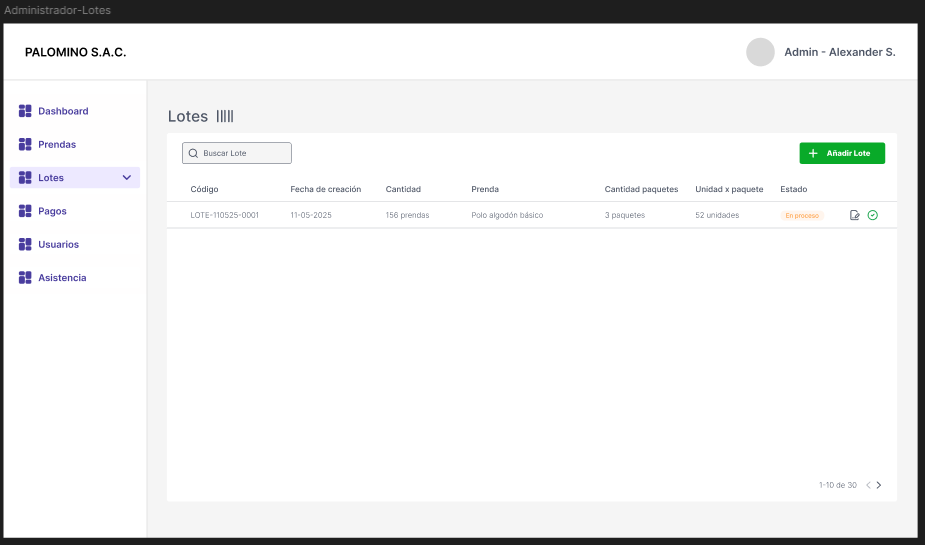 Administrador-Lotes
PALOMINO S.A.C.
Admin - Alexander S.
Dashboard
Prendas
Lotes
Pagos
Usuarios
Asistencia
Lotes
Buscar Lote
Añadir Lote
Código Fecha de creación Cantidad Prenda Cantidad paquetes Unidad x paquete Estado
LOTE-110525-0001 11-05-2025 156 prendas Polo algodón básico 3 paquetes 52 unidades En proceso
1-10 de 30